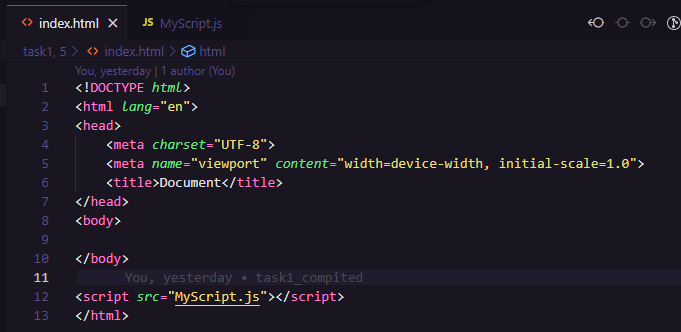 index.html
JS MyScript.js
task1, 5 > index.html > html
You, yesterday | 1 author (You)
1 <!DOCTYPE html>
2 <html lang="en">
3 <head>
4 <meta charset="UTF-8">
5 <meta name="viewport" content="width=device-width, initial-scale=1.0">
6 <title>Document</title>
7 </head>
8 <body>
9
10 </body>
11 You, yesterday • task1_compited
12 <script src="MyScript.js"></script>
13 </html>